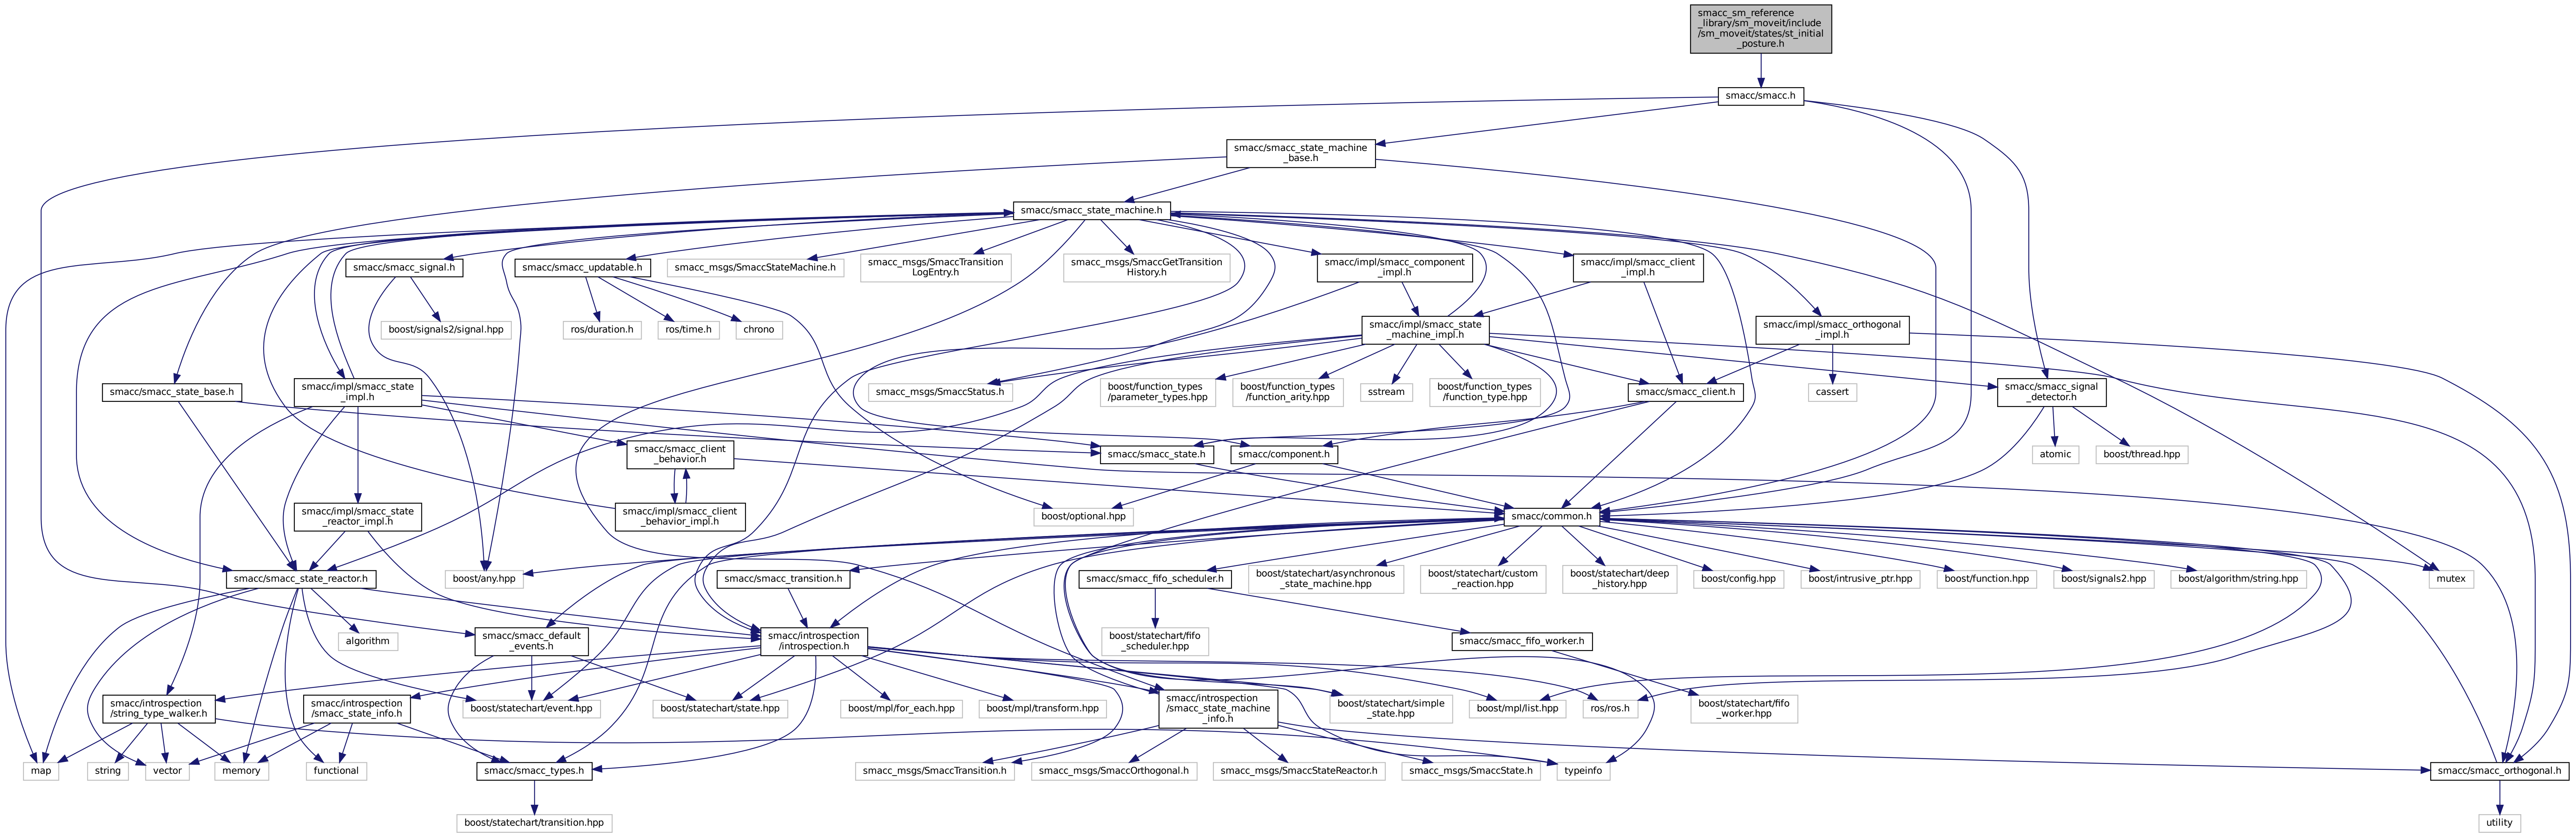 smacc_sm_reference
_library/sm_moveit/include
/sm_moveit/states/st_initial
_posture.h
smacc/smacc.h
smacc/smacc_state_machine
_base.h
smacc/smacc_state_machine.h
smacc/smacc_signal.h
smacc/smacc_updatable.h
smacc_msgs/SmaccStateMachine.h
smacc_msgs/SmaccTransition
LogEntry.h
smacc_msgs/SmaccGetTransition
History.h
smacc/impl/smacc_component
_impl.h
smacc/impl/smacc_client
_impl.h
boost/signals2/signal.hpp
ros/duration.h
ros/time.h
chrono
smacc/impl/smacc_state
_machine_impl.h
smacc/impl/smacc_orthogonal
_impl.h
smacc/smacc_state_base.h
smacc/impl/smacc_state
_impl.h
smacc_msgs/SmaccStatus.h
boost/function_types
/parameter_types.hpp
boost/function_types
/function_arity.hpp
sstream
boost/function_types
/function_type.hpp
smacc/smacc_client.h
cassert
smacc/smacc_signal
_detector.h
smacc/smacc_client
_behavior.h
smacc/smacc_state.h
smacc/component.h
atomic
boost/thread.hpp
smacc/impl/smacc_state
_reactor_impl.h
smacc/impl/smacc_client
_behavior_impl.h
boost/optional.hpp
smacc/common.h
smacc/smacc_state_reactor.h
boost/any.hpp
smacc/smacc_transition.h
smacc/smacc_fifo_scheduler.h
boost/statechart/asynchronous
_state_machine.hpp
boost/statechart/custom
_reaction.hpp
boost/statechart/deep
_history.hpp
boost/config.hpp
boost/intrusive_ptr.hpp
boost/function.hpp
boost/signals2.hpp
boost/algorithm/string.hpp
mutex
algorithm
smacc/smacc_default
_events.h
smacc/introspection
/introspection.h
boost/statechart/fifo
_scheduler.hpp
smacc/smacc_fifo_worker.h
smacc/introspection
/string_type_walker.h
smacc/introspection
/smacc_state_info.h
boost/statechart/event.hpp
boost/statechart/state.hpp
boost/mpl/for_each.hpp
boost/mpl/transform.hpp
smacc/introspection
/smacc_state_machine
_info.h
boost/statechart/simple
_state.hpp
boost/mpl/list.hpp
ros/ros.h
boost/statechart/fifo
_worker.hpp
map
string
vector
memory
functional
smacc/smacc_types.h
smacc_msgs/SmaccTransition.h
smacc_msgs/SmaccOrthogonal.h
smacc_msgs/SmaccStateReactor.h
smacc_msgs/SmaccState.h
typeinfo
smacc/smacc_orthogonal.h
boost/statechart/transition.hpp
utility